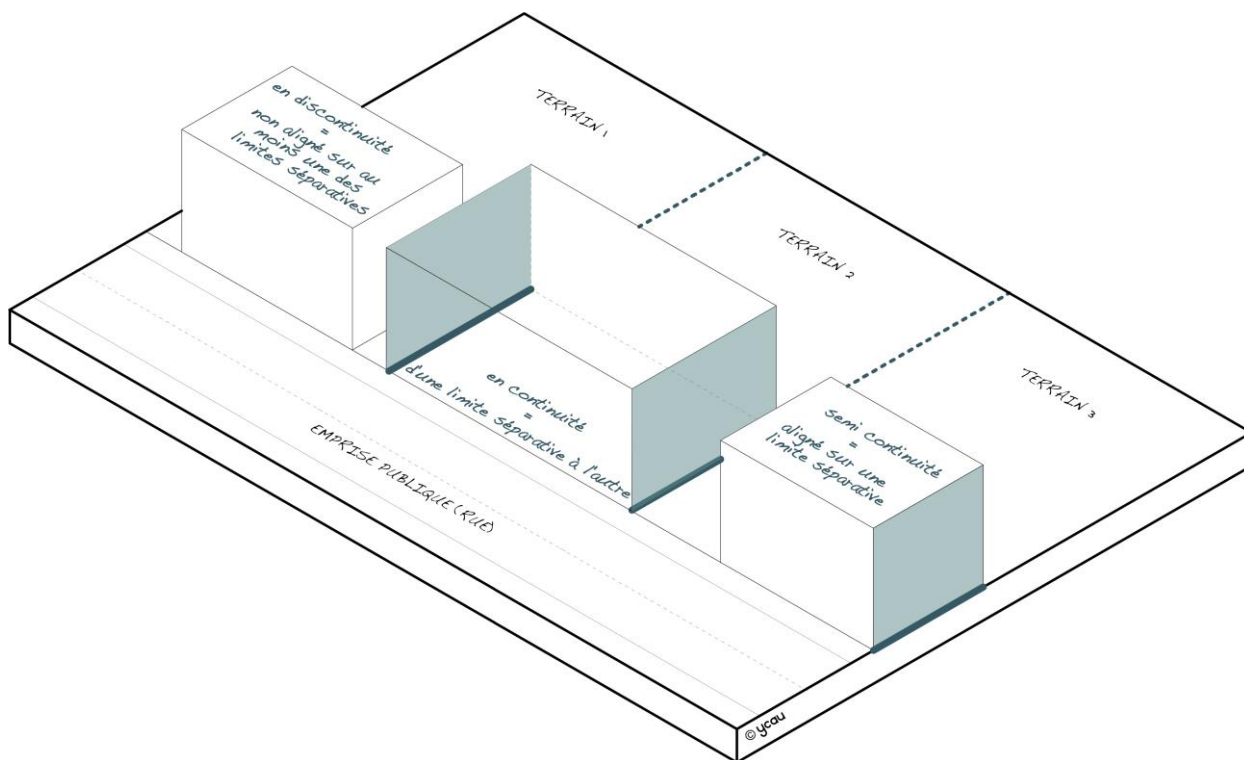 TERRAIN 1
en discontinuité
=
non aligné sur au
moins une des
limites séparatives
TERRAIN 2
TERRAIN 3
en continuité
=
d'une limite séparative à l'autre
semi continuité
=
aligné sur une
limite séparative
EMPRISE PUBLIQUE (RUE)
© ycau